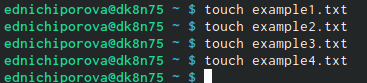 ednichiporova@dk8n75 ~ $ touch example1.txt
ednichiporova@dk8n75 ~ $ touch example2.txt
ednichiporova@dk8n75 ~ $ touch example3.txt
ednichiporova@dk8n75 ~ $ touch example4.txt
ednichiporova@dk8n75 ~ $